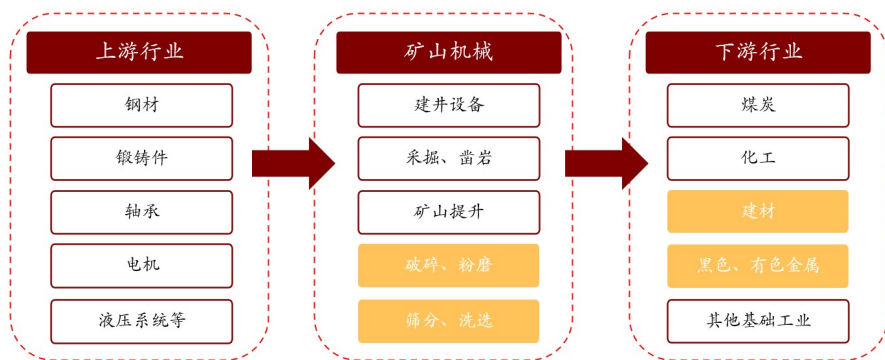 上游行业
钢材
锻铸件
轴承
电机
液压系统等
矿山机械
建井设备
采掘、凿岩
矿山提升
破碎、粉磨
筛分、洗选
下游行业
煤炭
化工
建材
黑色、有色金属
其他基础工业